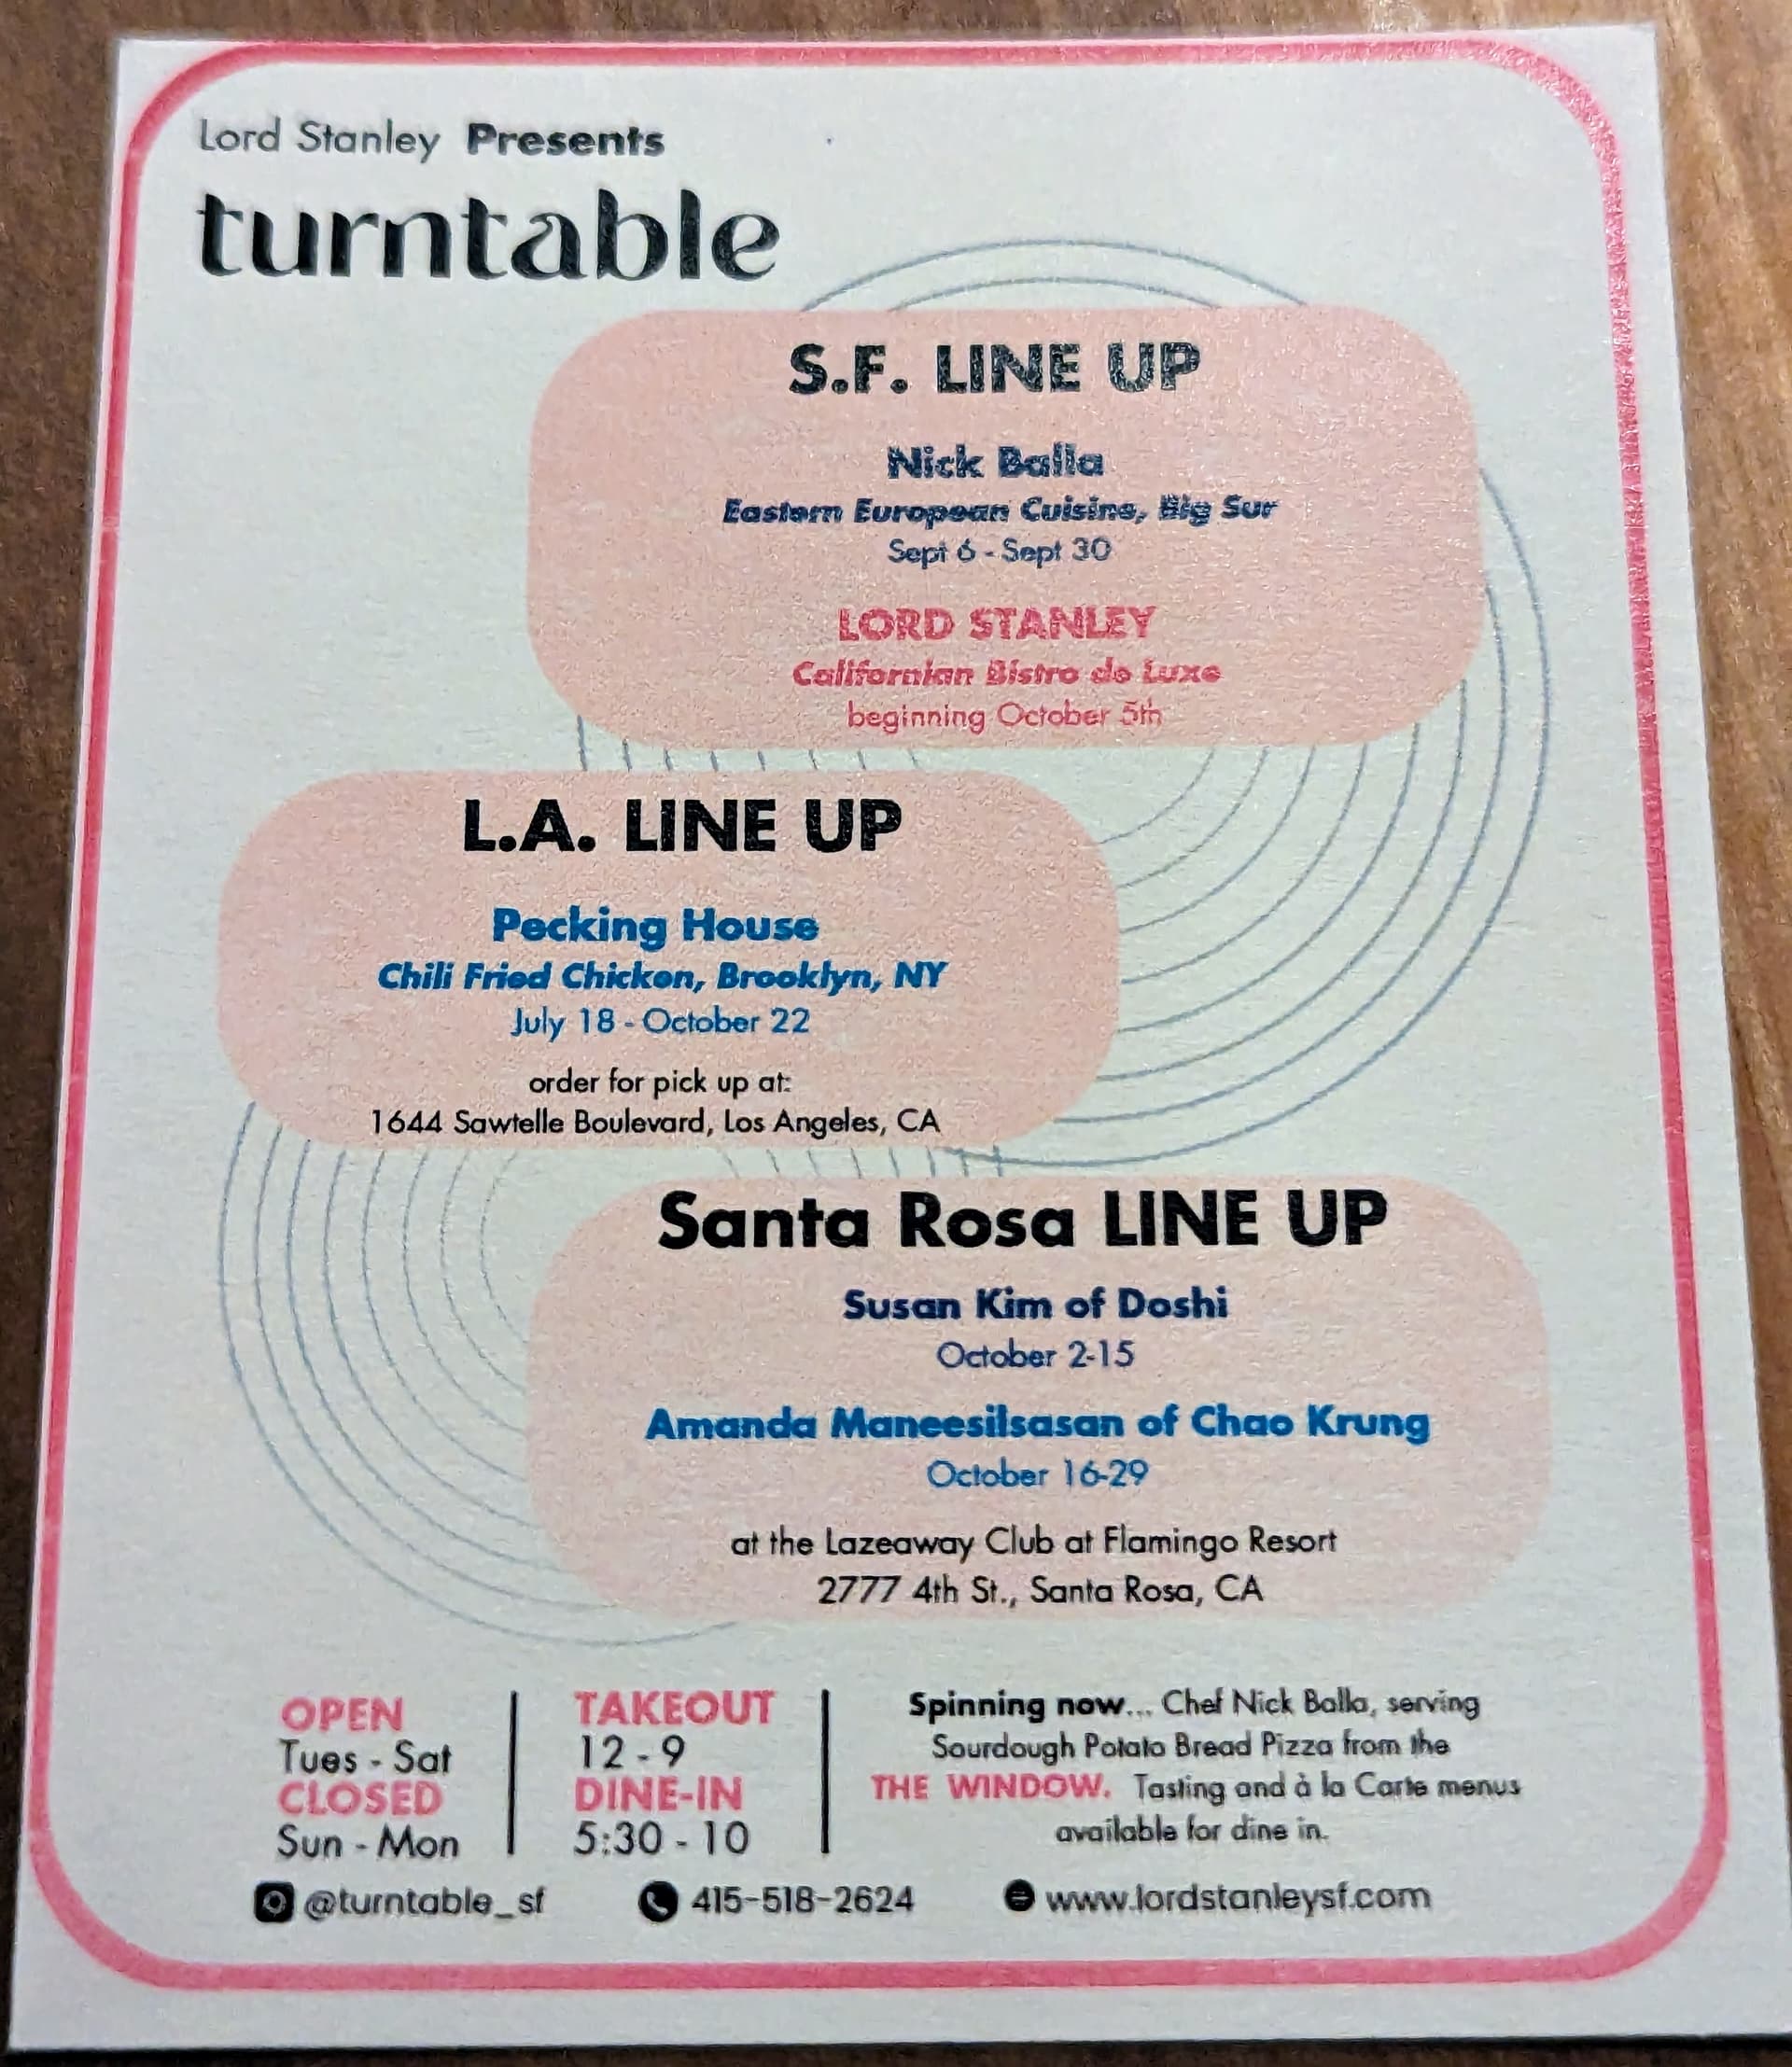 Lord Stanley Presents
turntable
S.F. LINE UP
Nick Balla
Eastern European Cuisine, Big Sur
Sept 6 - Sept 30
LORD STANLEY
Californian Bistro de Luxe
beginning October 5th
L.A. LINE UP
Pecking House
Chili Fried Chicken, Brooklyn, NY
July 18 - October 22
order for pick up at:
1644 Sawtelle Boulevard, Los Angeles, CA
Santa Rosa LINE UP
Susan Kim of Doshi
October 2-15
Amanda Maneesilsasan of Chao Krung
October 16-29
at the Lazeaway Club at Flamingo Resort
2777 4th St., Santa Rosa, CA
OPEN
Tues - Sat
CLOSED
Sun - Mon
TAKEOUT
12 - 9
DINE-IN
5:30 - 10
Spinning now... Chef Nick Balla, serving
Sourdough Potato Bread Pizza from the
THE WINDOW. Tasting and à la Carte menus
available for dine in.
@turntable_sf
415-518-2624
www.lordstanleysf.com